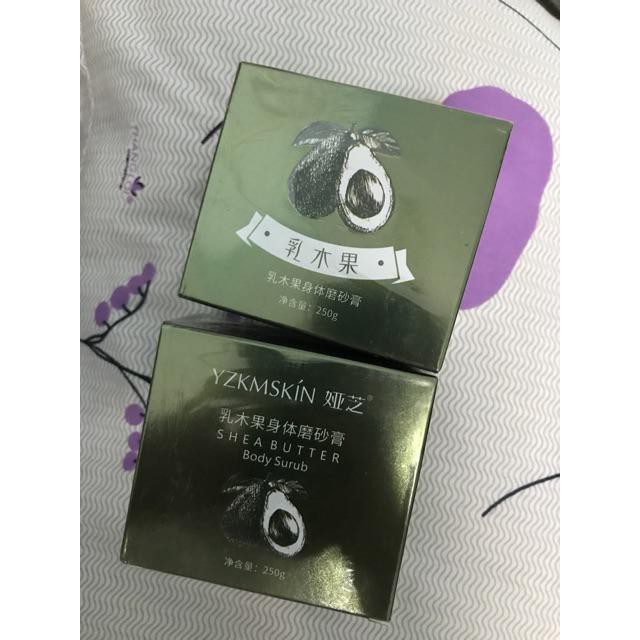 乳木果
乳木果身体磨砂膏
净含量：250g
YZKMSKIN 娅芝®
乳木果身体磨砂膏
SHEA BUTTER
Body Surub
净含量：250g